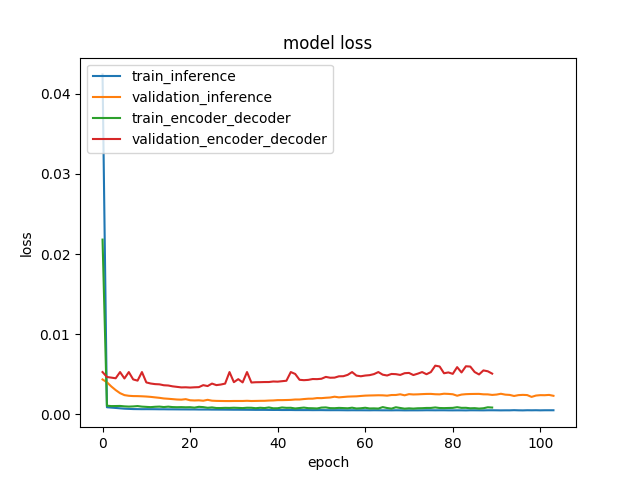 model loss
train_inference
validation_inference
train_encoder_decoder
validation_encoder_decoder
0.04
0.03
0.02
0.01
0.00
loss
0 20 40 60 80 100
epoch